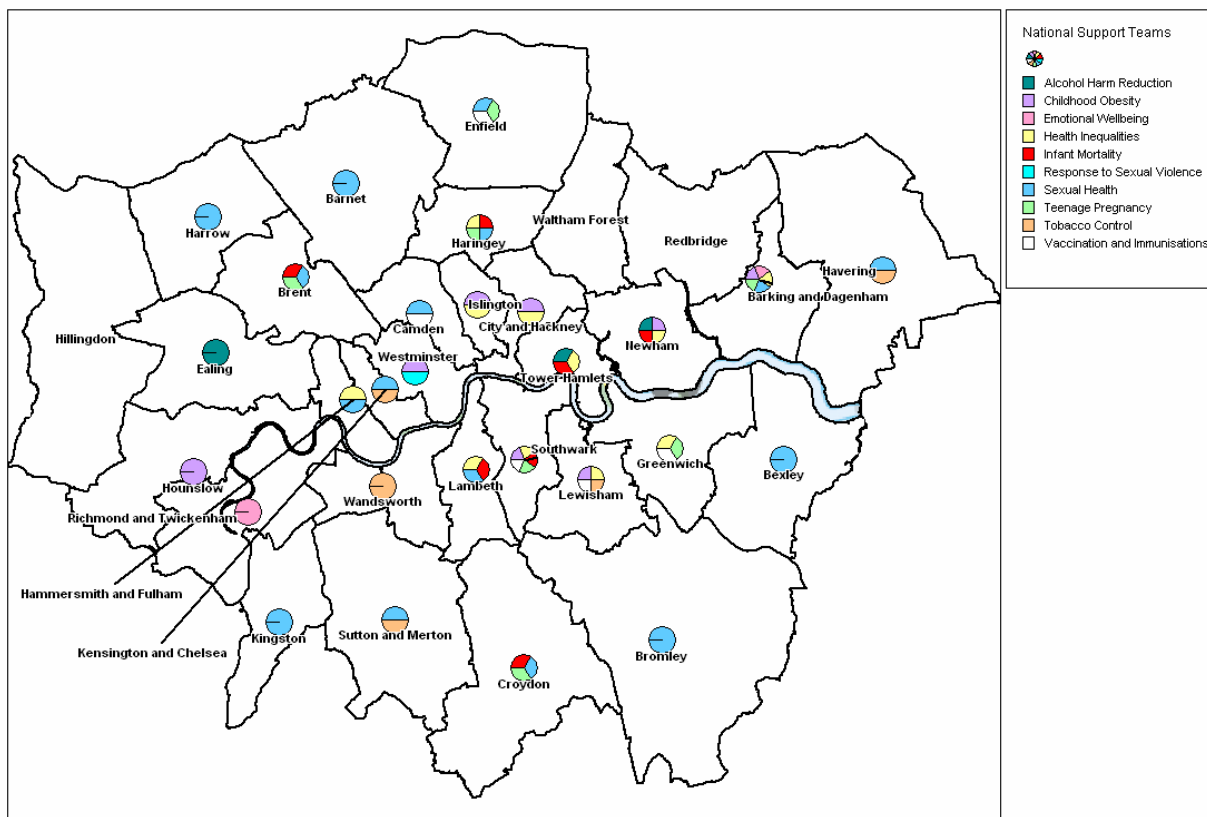 National Support Teams
Alcohol Harm Reduction
Childhood Obesity
Emotional Wellbeing
Health Inequalities
Infant Mortality
Response to Sexual Violence
Sexual Health
Teenage Pregnancy
Tobacco Control
Vaccination and Immunisations
Enfield
Barnet
Harrow
Haringey
Waltham Forest
Redbridge
Havering
Brent
Barking and Dagenham
Islington
Camden
City and Hackney
Hillingdon
Newham
Westminster
Ealing
Tower Hamlets
Southwark
Greenwich
Hounslow
Bexley
Lambeth
Lewisham
Wandsworth
Richmond and Twickenham
Hammersmith and Fulham
Kingston
Sutton and Merton
Bromley
Kensington and Chelsea
Croydon